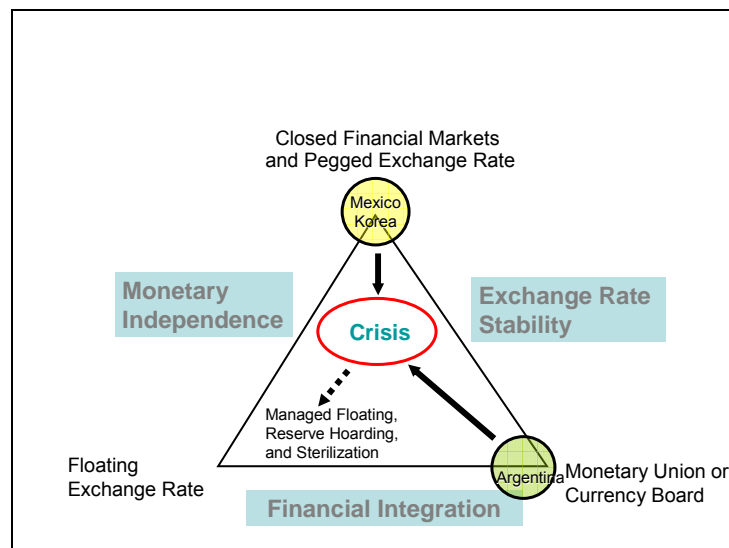 Closed Financial Markets
and Pegged Exchange Rate
Mexico
Korea
Monetary
Independence
Exchange Rate
Stability
Crisis
Managed Floating,
Reserve Hoarding,
and Sterilization
Floating
Exchange Rate
Argentina
Monetary Union or
Currency Board
Financial Integration